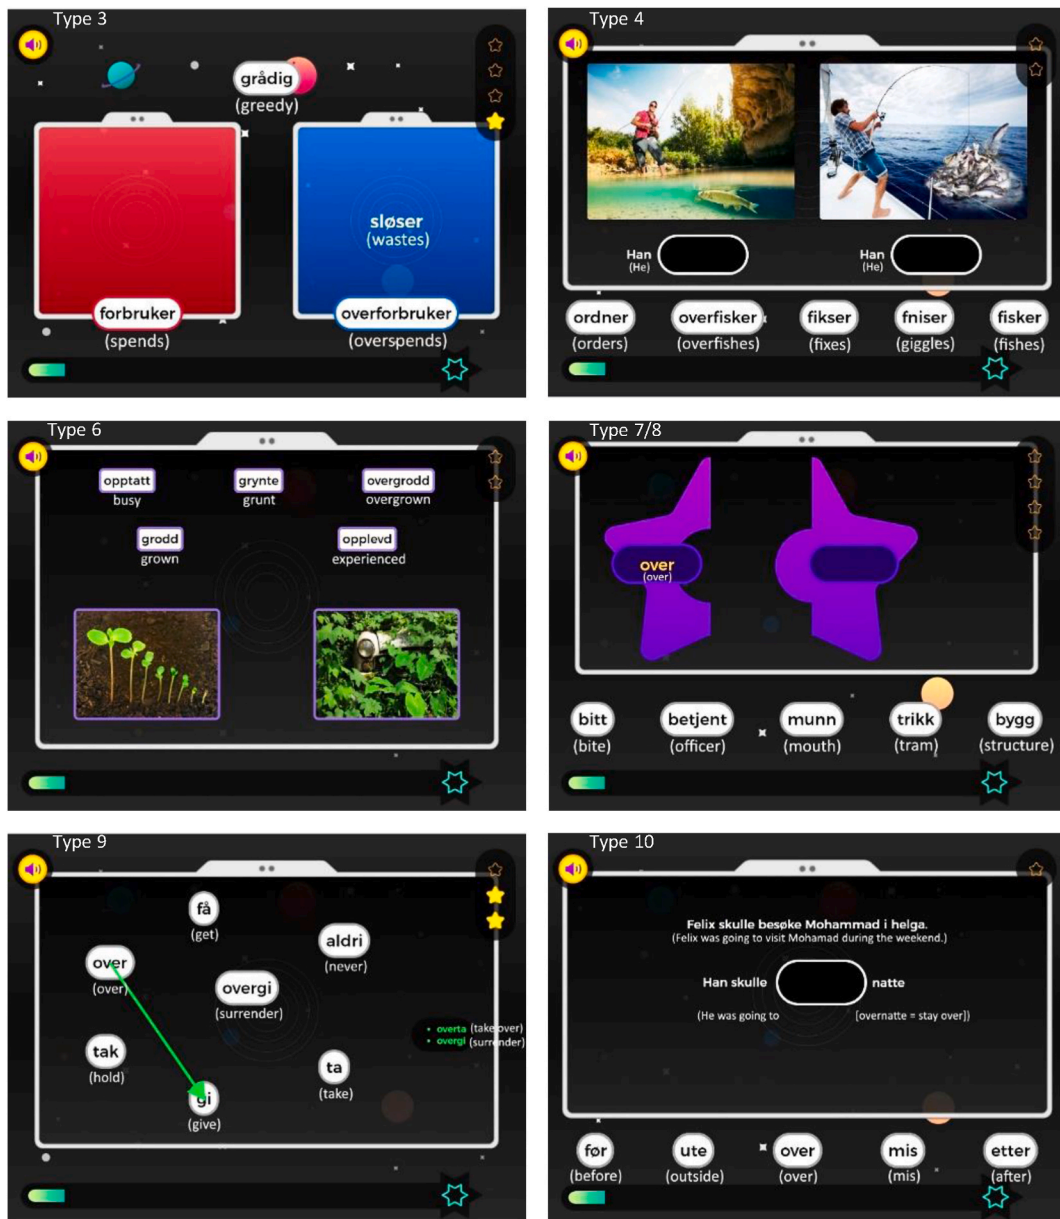 Type 3
grådig
(greedy)
sløser
(wastes)
forbruker
(spends)
overforbruker
(overspends)
Type 4
Han
(He)
Han
(He)
ordner
(orders)
overfisker
(overfishes)
fikser
(fixes)
fniser
(giggles)
fisker
(fishes)
Type 6
opptatt
busy
grynte
grunt
overgrodd
overgrown
grodd
grown
opplevd
experienced
Type 7/8
over
(over)
bitt
(bite)
betjent
(officer)
munn
(mouth)
trikk
(tram)
bygg
(structure)
Type 9
få
(get)
aldri
(never)
over
(over)
overgi
(surrender)
tak
(hold)
gi
(give)
ta
(take)
• overta (take over)
• overgi (surrender)
Type 10
Felix skulle besøke Mohammad i helga.
(Felix was going to visit Mohamad during the weekend.)
Han skulle natte
(He was going to [overnatte = stay over])
før
(before)
ute
(outside)
over
(over)
mis
(mis)
etter
(after)